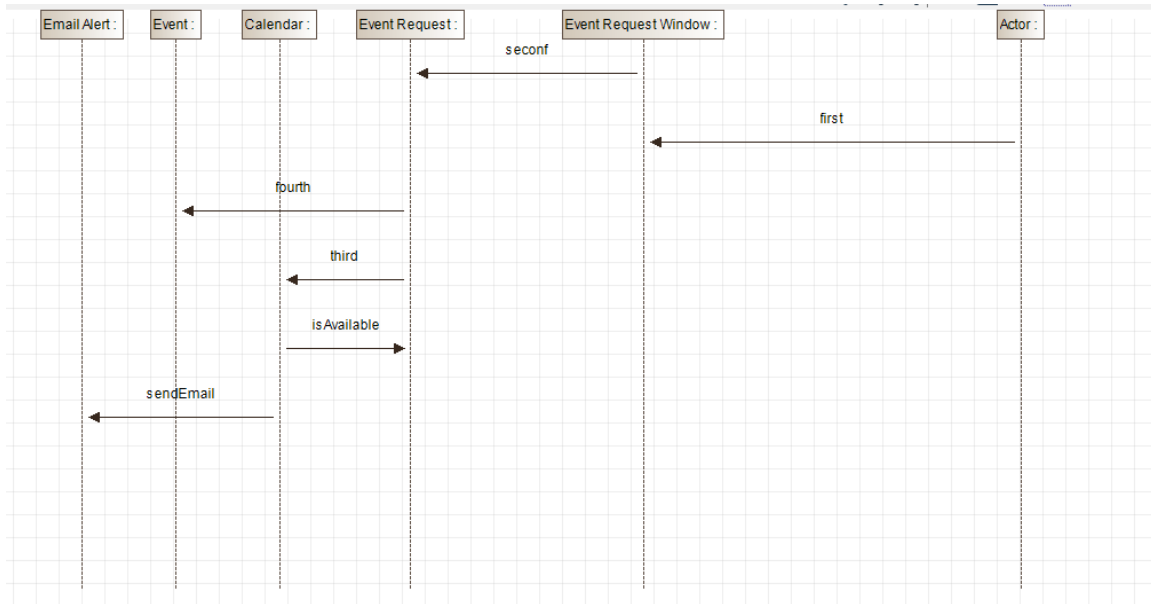 Email Alert :
Event :
Calendar :
Event Request :
Event Request Window :
Actor :
seconf
first
fourth
third
isAvailable
sendEmail